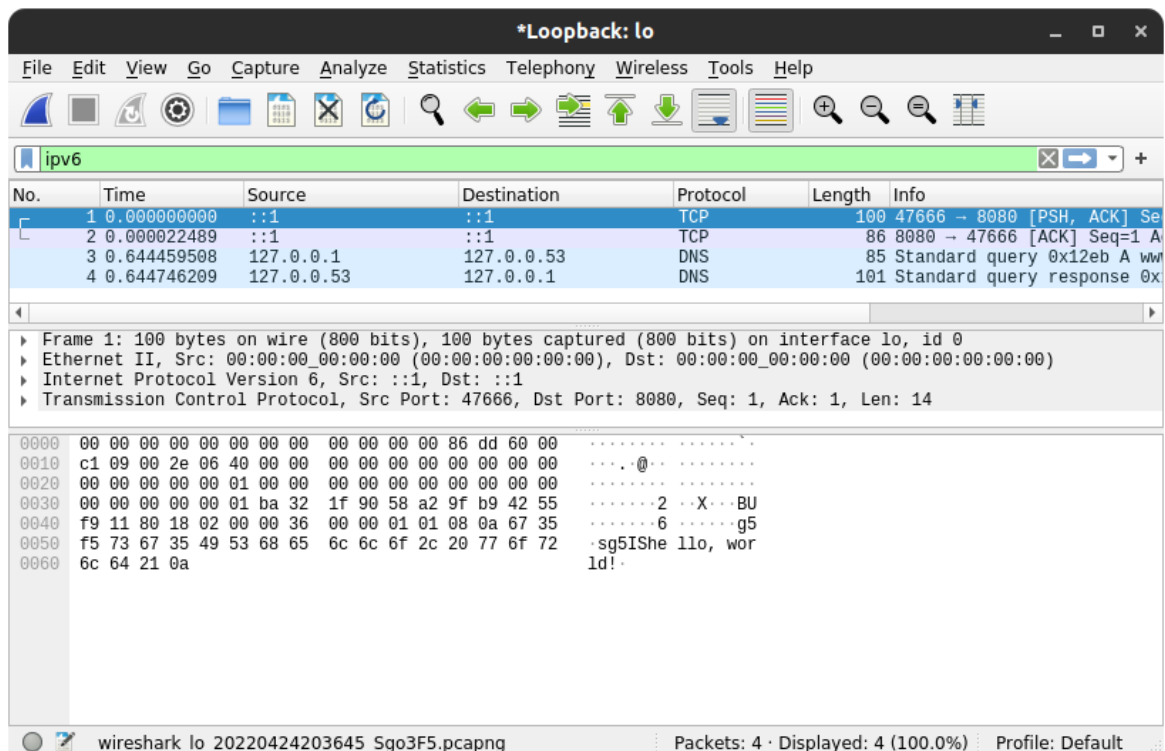 *Loopback: lo
File Edit View Go Capture Analyze Statistics Telephony Wireless Tools Help
ipv6
No. Time Source Destination Protocol Length Info
1 0.000000000 ::1 ::1 TCP 100 47666 → 8080 [PSH, ACK] Se
2 0.000022489 ::1 ::1 TCP 86 8080 → 47666 [ACK] Seq=1 A
3 0.644459508 127.0.0.1 127.0.0.53 DNS 85 Standard query 0x12eb A www
4 0.644746209 127.0.0.53 127.0.0.1 DNS 101 Standard query response 0x
Frame 1: 100 bytes on wire (800 bits), 100 bytes captured (800 bits) on interface lo, id 0
Ethernet II, Src: 00:00:00_00:00:00 (00:00:00:00:00:00), Dst: 00:00:00_00:00:00 (00:00:00:00:00:00)
Internet Protocol Version 6, Src: ::1, Dst: ::1
Transmission Control Protocol, Src Port: 47666, Dst Port: 8080, Seq: 1, Ack: 1, Len: 14
0000 00 00 00 00 00 00 00 00 00 00 00 00 86 dd 60 00 ········ ······`·
0010 c1 09 00 2e 06 40 00 00 00 00 00 00 00 00 00 00 ···.·@·· ········
0020 00 00 00 00 00 01 00 00 00 00 00 00 00 00 00 00 ········ ········
0030 00 00 00 00 00 01 ba 32 1f 90 58 a2 9f b9 42 55 ·······2 ··X···BU
0040 f9 11 80 18 02 00 00 36 00 00 01 01 08 0a 67 35 ·······6 ······g5
0050 f5 73 67 35 49 53 68 65 6c 6c 6f 2c 20 77 6f 72 ·sg5IShe llo, wor
0060 6c 64 21 0a ld!·
wireshark_lo_20220424203645_Sgo3F5.pcapng Packets: 4 · Displayed: 4 (100.0%) Profile: Default